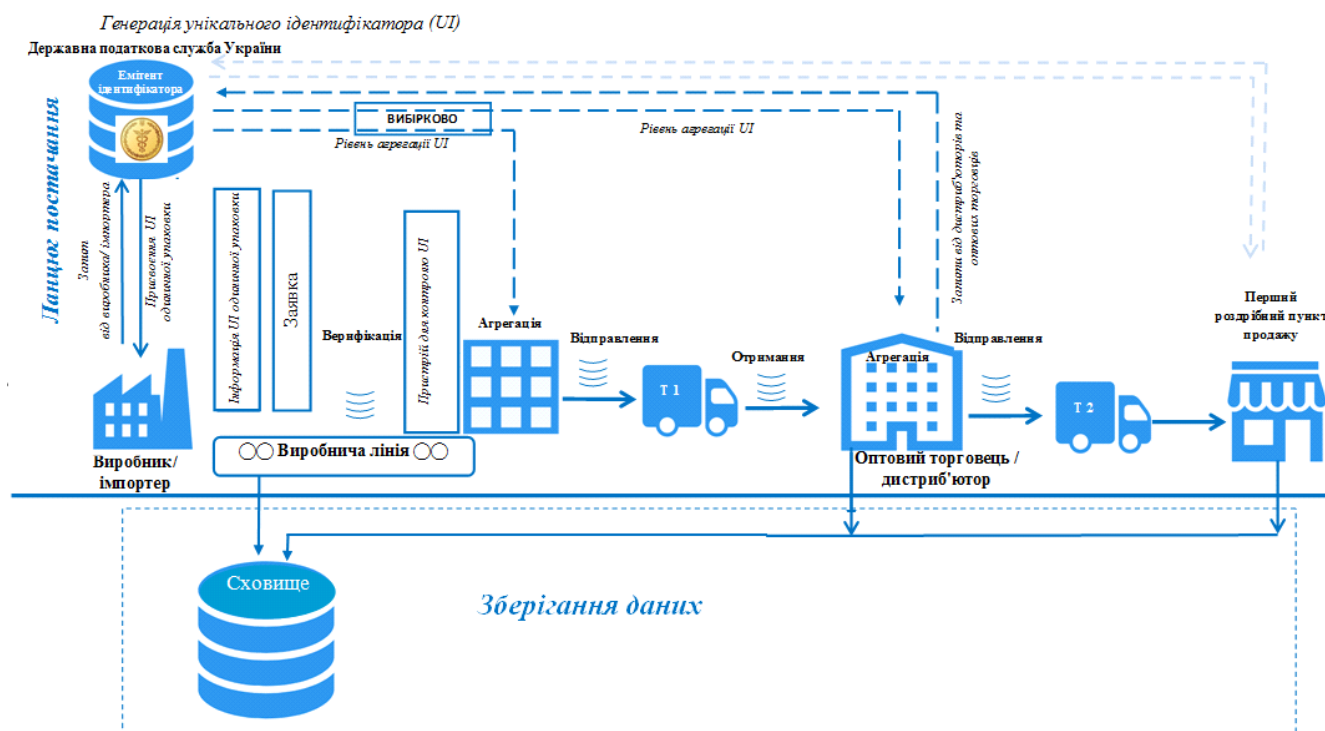 Генерація унікального ідентифікатора (UI)
Державна податкова служба України
Емітент
ідентифікатора
ВИБІРКОВО
Рівень агрегації UI
Рівень агрегації UI
Ланцюг постачання
Запит
від виробника/ імпортера
Присвоєння UI
одиничної упаковки
Інформація UI одиничної упаковки
Заявка
Верифікація
Пристрій для контролю UI
Агрегація
Відправлення
Т 1
Отримання
Агрегація
Запити від дистриб'юторів та
оптових торговців
Відправлення
Т 2
Перший
роздрібний пункт
продажу
Виробник/
імпортер
Виробнича лінія
Оптовий торговець /
дистриб'ютор
Сховище
Зберігання даних